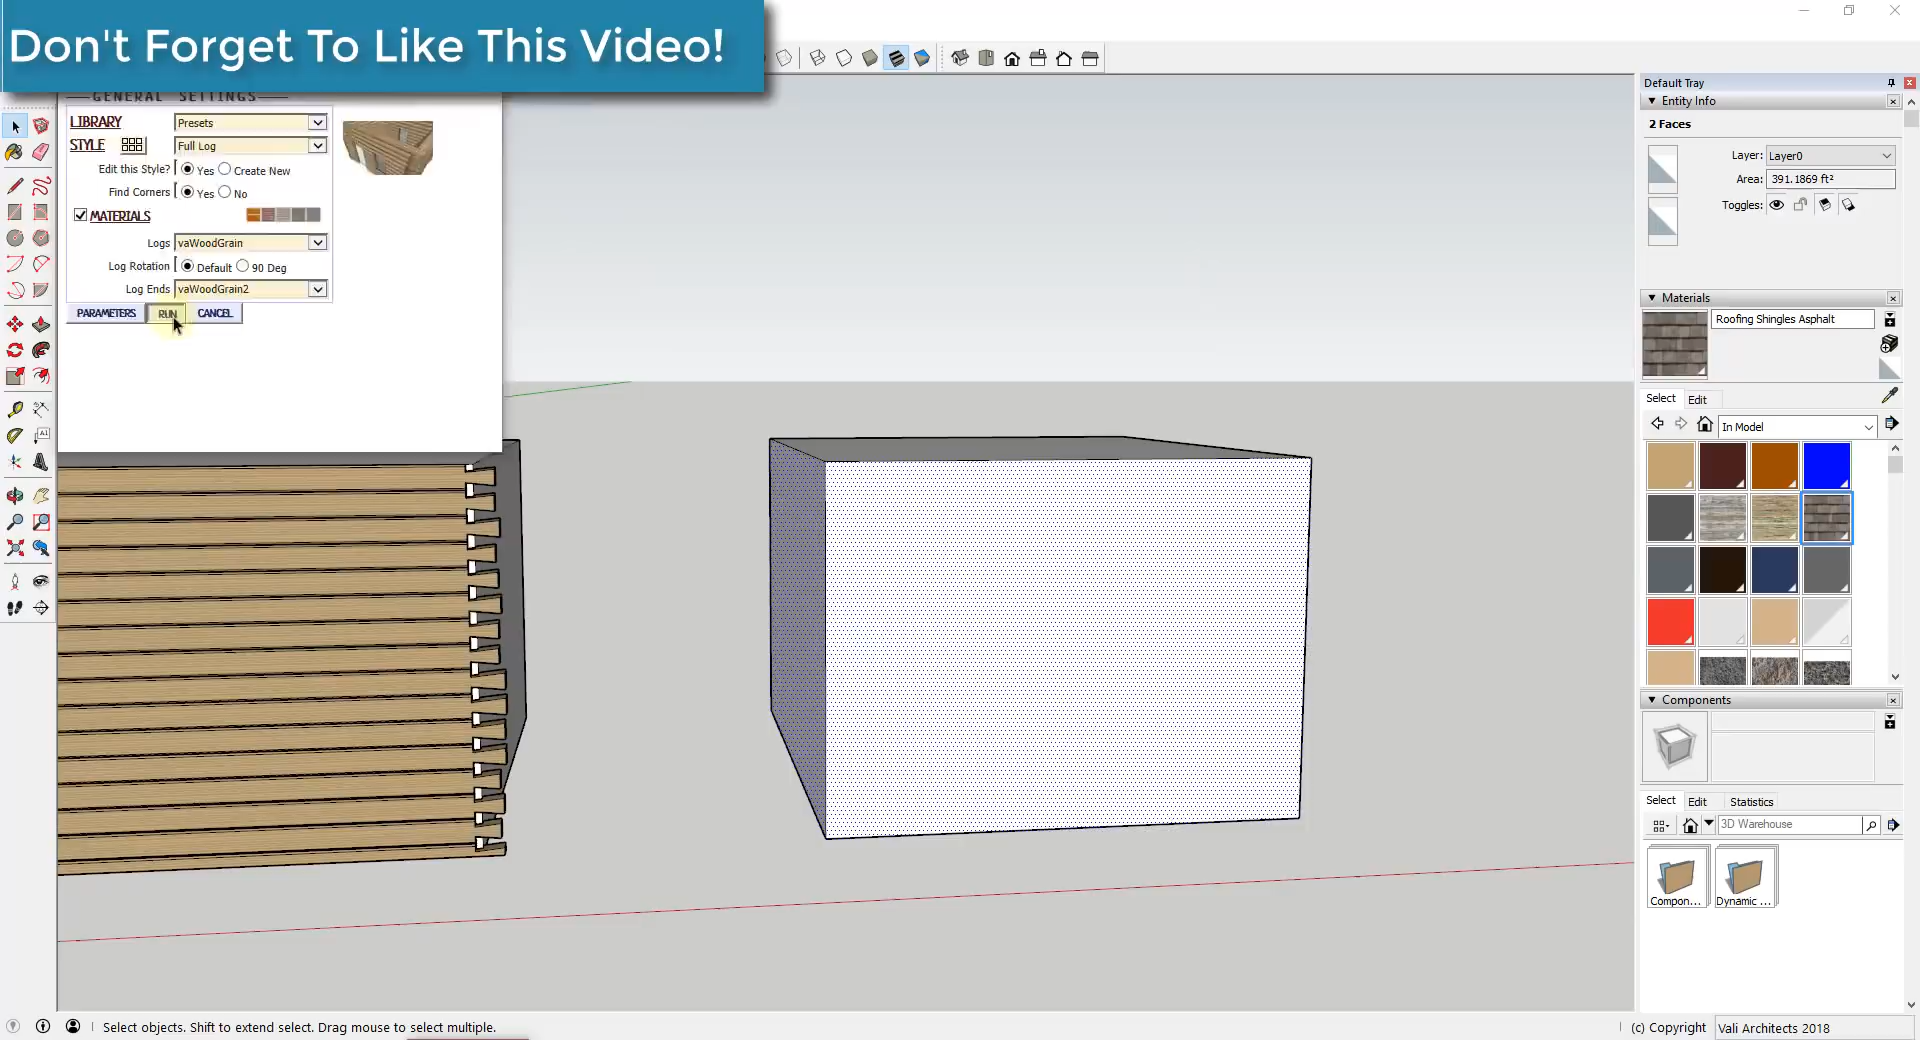 Don't Forget To Like This Video!
GENERAL SETTINGS
LIBRARY Presets
STYLE Full Log
Edit this Style? Yes Create New
Find Corners Yes No
MATERIALS
Logs vaWoodGrain
Log Rotation Default 90 Deg
Log Ends vaWoodGrain2
PARAMETERS RUN CANCEL
Default Tray
Entity Info
2 Faces
Layer: Layer0
Area: 391.1869 ft²
Toggles:
Materials
Roofing Shingles Asphalt
Select Edit
In Model
Components
Select Edit Statistics
3D Warehouse
Compon... Dynamic ...
Select objects. Shift to extend select. Drag mouse to select multiple.
(c) Copyright Vali Architects 2018